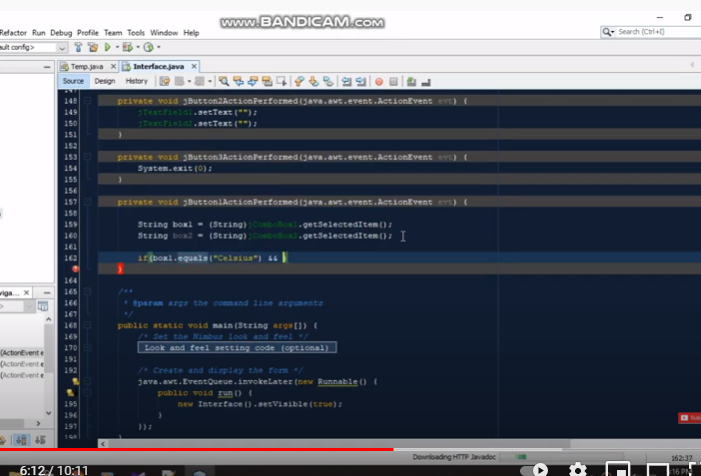 www.BANDICAM.com
Refactor Run Debug Profile Team Tools Window Help
Search (Ctrl+I)
ault config>
Temp.java Interface.java
Source Design History
148 private void jButton2ActionPerformed(java.awt.event.ActionEvent evt) {
149 jTextField1.setText("");
150 jTextField2.setText("");
151 }
152
153 private void jButton3ActionPerformed(java.awt.event.ActionEvent evt) {
154 System.exit(0);
155 }
156
157 private void jButton1ActionPerformed(java.awt.event.ActionEvent evt) {
158
159 String box1 = (String)jComboBox1.getSelectedItem();
160 String box2 = (String)jComboBox2.getSelectedItem();
161
162 if(box1.equals("Celsius") && )
}
164
165 /**
166 * @param args the command line arguments
167 */
168 public static void main(String args[]) {
169 /* Set the Nimbus look and feel */
170 Look and feel setting code (optional)
191
192 /* Create and display the form */
java.awt.EventQueue.invokeLater(new Runnable() {
public void run() {
195 new Interface().setVisible(true);
196 }
197 });
198
viga...
(ActionEvent e
(ActionEvent e
(ActionEvent e
Downloading HTTP Javadoc
162:37
6:12 / 10:11
16 PM